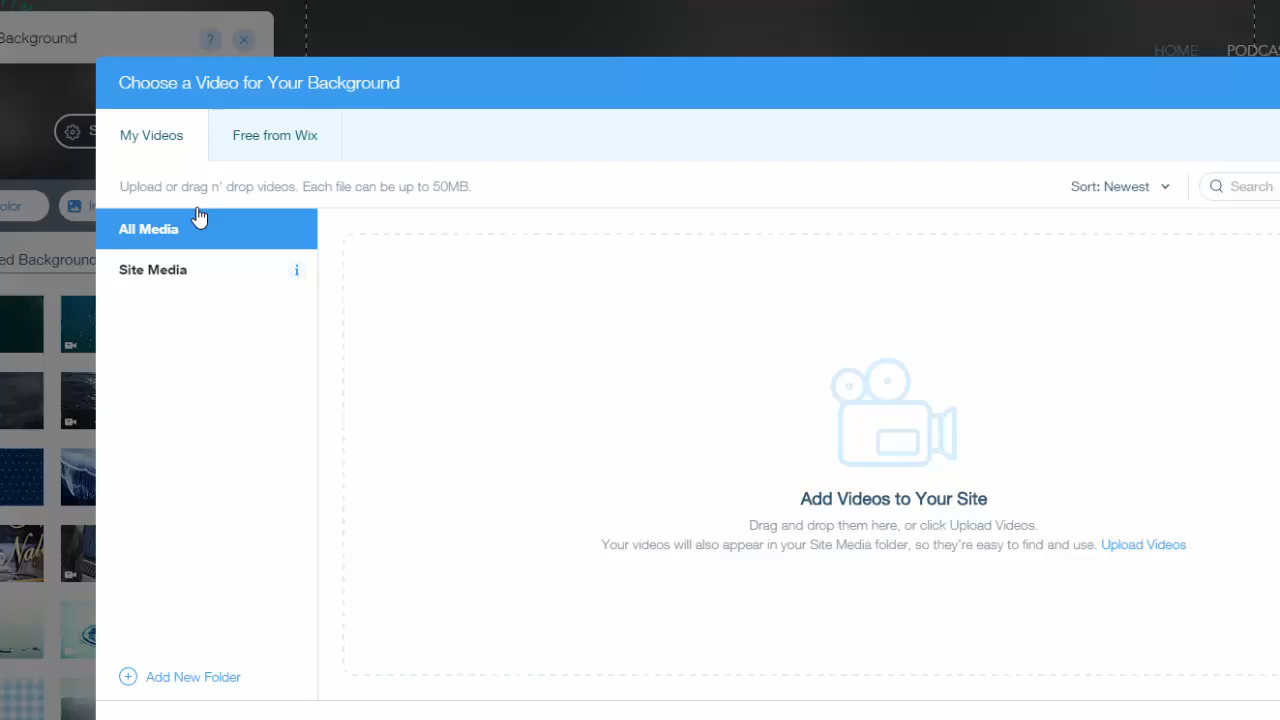 Background
?
HOME PODCAS
Choose a Video for Your Background
My Videos
Free from Wix
Upload or drag n' drop videos. Each file can be up to 50MB.
Sort: Newest
Search
olor
All Media
Site Media
i
ed Background
Add Videos to Your Site
Drag and drop them here, or click Upload Videos.
Your videos will also appear in your Site Media folder, so they're easy to find and use. Upload Videos
Add New Folder